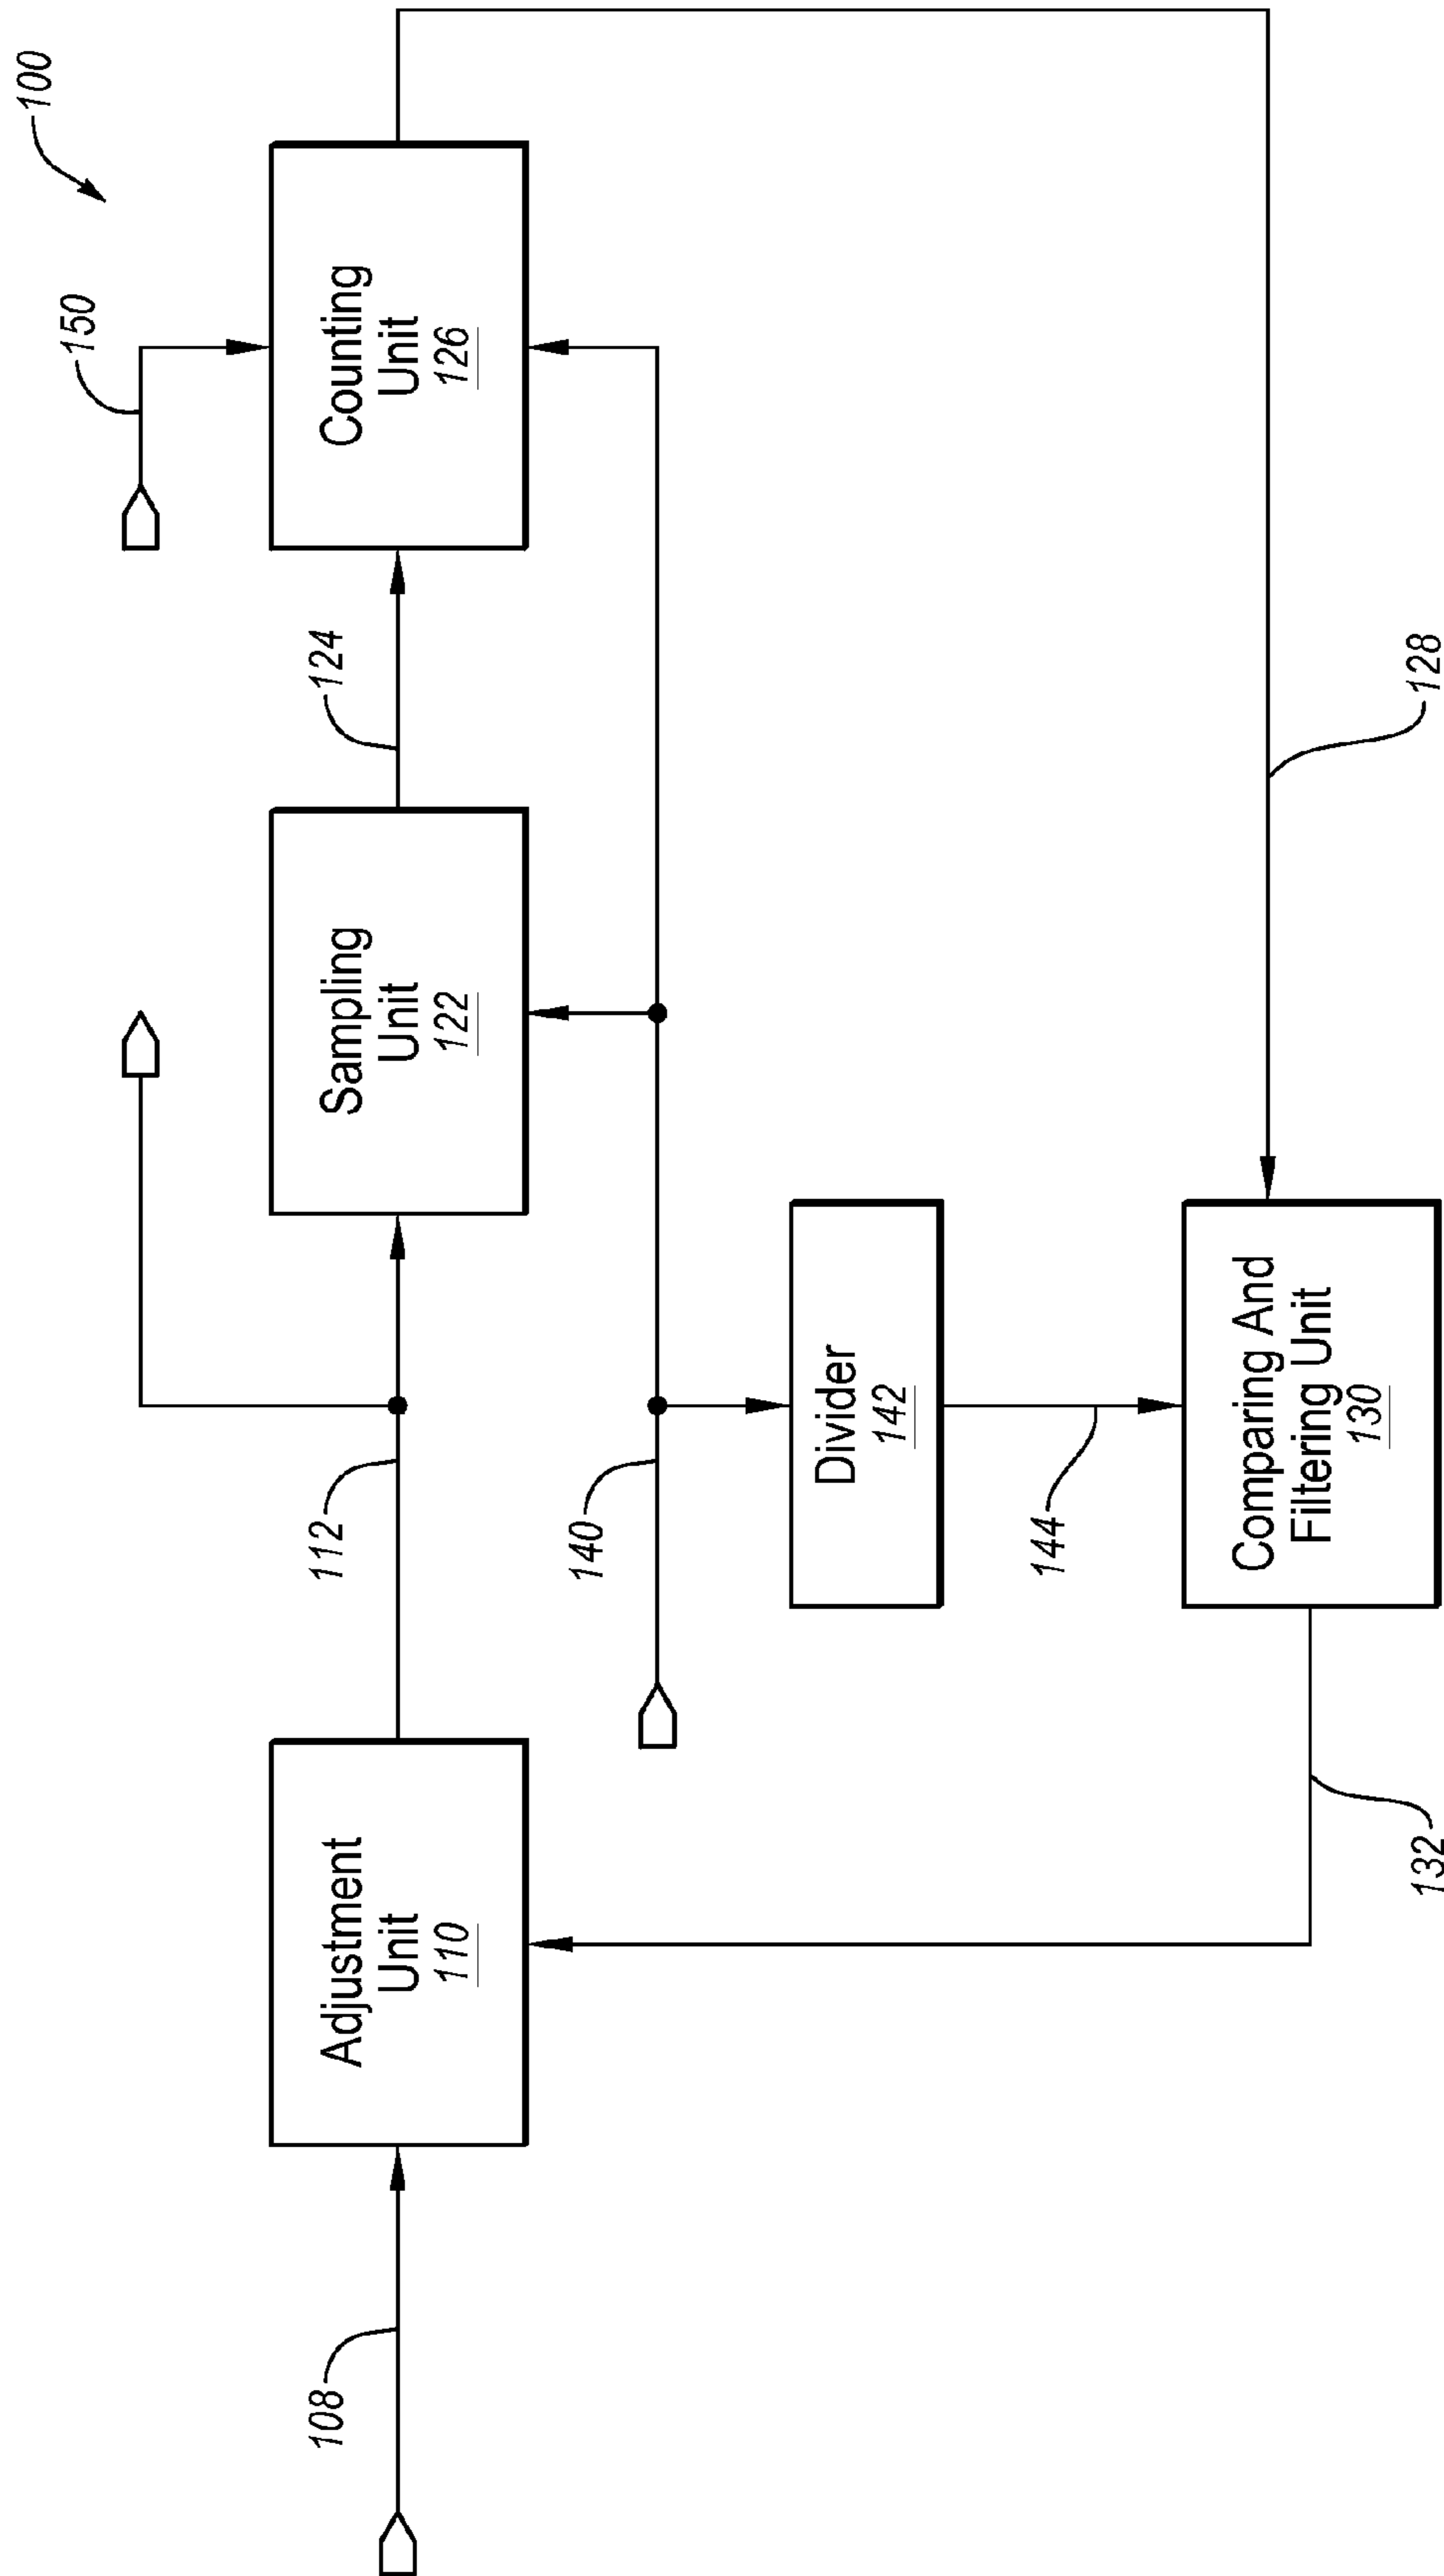 100
150
Counting
Unit
126
124
Sampling
Unit
122
112
Adjustment
Unit
110
108
140
Divider
142
144
128
Comparing And
Filtering Unit
130
132